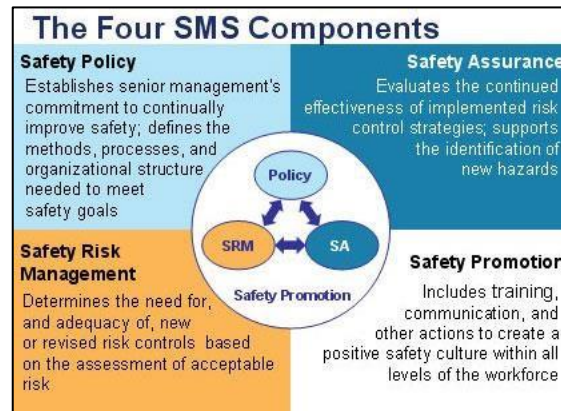 The Four SMS Components
Safety Policy
Establishes senior management's
commitment to continually
improve safety; defines the
methods, processes, and
organizational structure
needed to meet
safety goals
Safety Assurance
Evaluates the continued
effectiveness of implemented risk
control strategies; supports
the identification of
new hazards
Policy
SRM
SA
Safety Promotion
Safety Risk
Management
Determines the need for,
and adequacy of, new
or revised risk controls based
on the assessment of acceptable
risk
Safety Promotion
Includes training,
communication, and
other actions to create a
positive safety culture within all
levels of the workforce